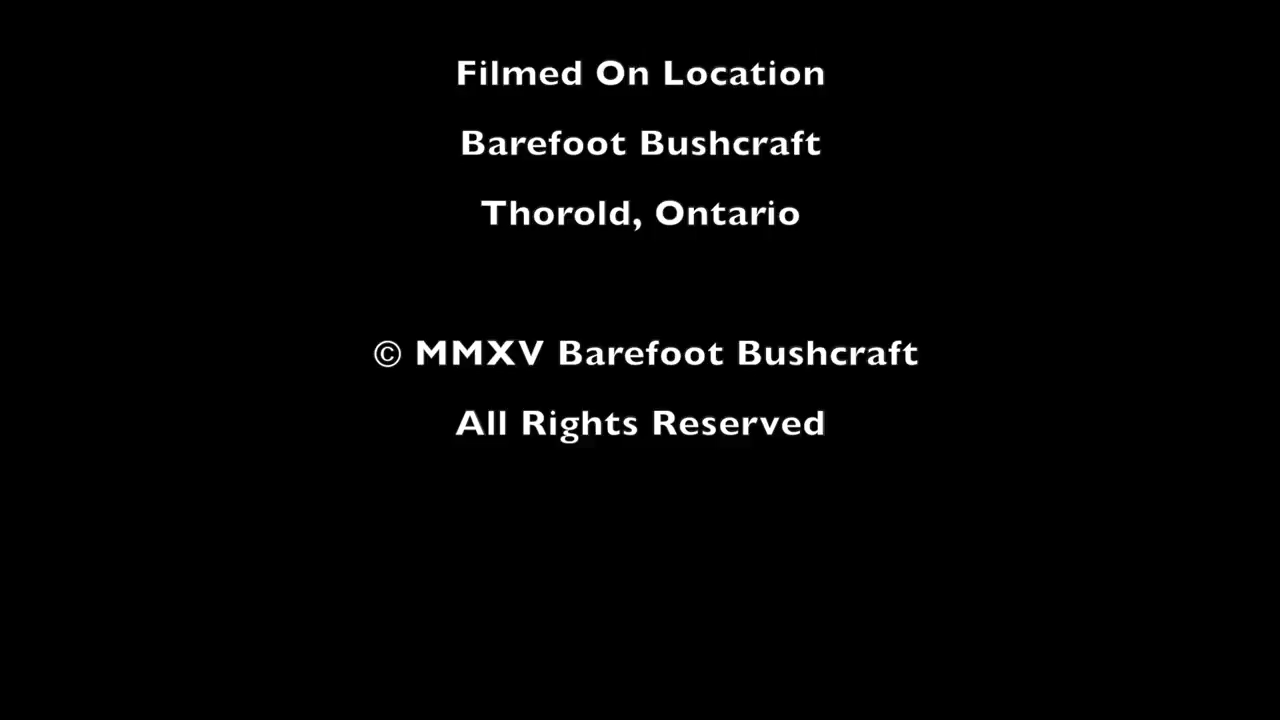 Filmed On Location
Barefoot Bushcraft
Thorold, Ontario
© MMXV Barefoot Bushcraft
All Rights Reserved